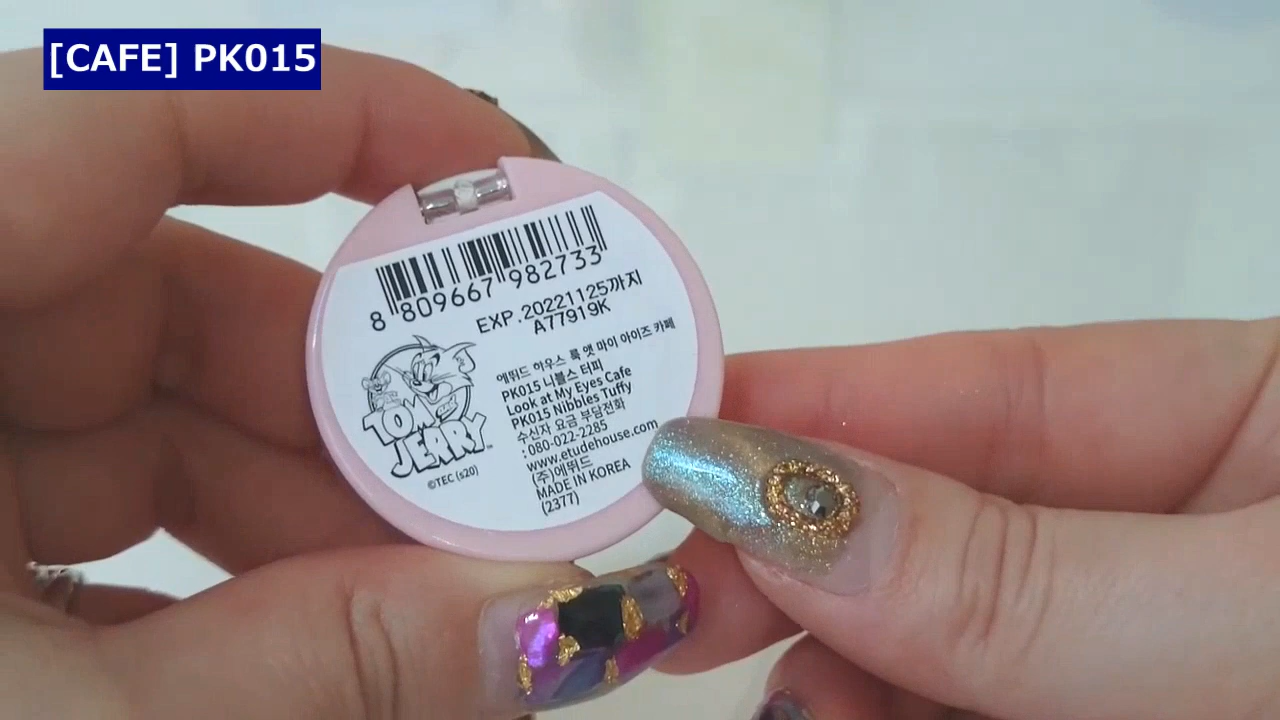 [CAFE] PK015
8 809667 982733
EXP.20221125까지
A77919K
에뛰드 하우스 룩 앳 마이 아이즈 카페
PK015 니블스 터피
Look at My Eyes Cafe
PK015 Nibbles Tuffy
수신자 요금 부담전화
: 080-022-2285
www.etudehouse.com
(주)에뛰드
MADE IN KOREA
(2377)
TOM AND JERRY™
©TEC (s20)